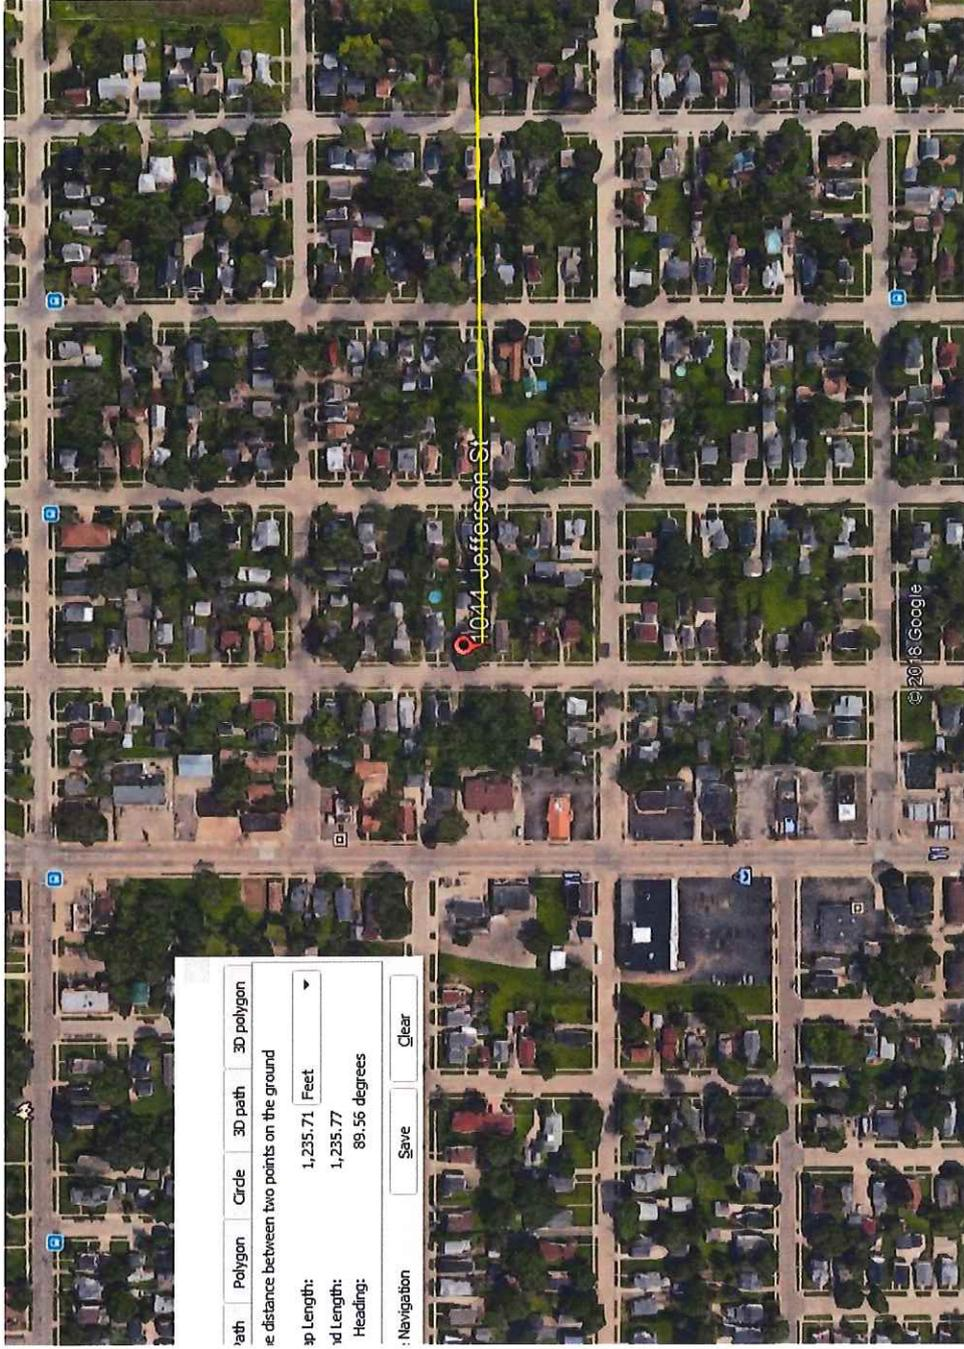 1044 Jefferson St
© 2018 Google
ath Polygon Circle 3D path 3D polygon
e distance between two points on the ground
ap Length: 1,235.71 Feet
nd Length: 1,235.77
Heading: 89.56 degrees
Navigation Save Clear